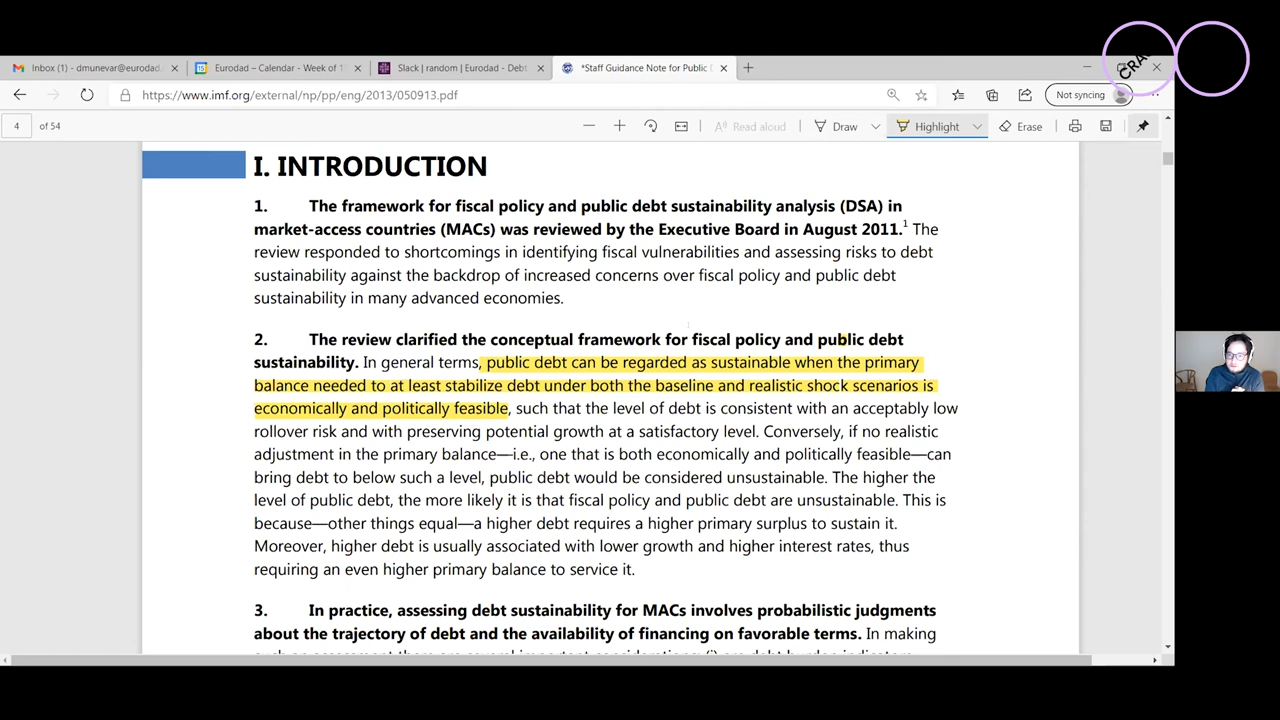 CRA
Inbox (1) - dmunevar@eurodad.
Eurodad – Calendar - Week of 1
Slack | random | Eurodad - Debt
*Staff Guidance Note for Public
https://www.imf.org/external/np/pp/eng/2013/050913.pdf
Not syncing
4 of 54
Read aloud
Draw
Highlight
Erase
I. INTRODUCTION
1. The framework for fiscal policy and public debt sustainability analysis (DSA) in
market-access countries (MACs) was reviewed by the Executive Board in August 2011.1 The
review responded to shortcomings in identifying fiscal vulnerabilities and assessing risks to debt
sustainability against the backdrop of increased concerns over fiscal policy and public debt
sustainability in many advanced economies.
2. The review clarified the conceptual framework for fiscal policy and public debt
sustainability. In general terms, public debt can be regarded as sustainable when the primary
balance needed to at least stabilize debt under both the baseline and realistic shock scenarios is
economically and politically feasible, such that the level of debt is consistent with an acceptably low
rollover risk and with preserving potential growth at a satisfactory level. Conversely, if no realistic
adjustment in the primary balance—i.e., one that is both economically and politically feasible—can
bring debt to below such a level, public debt would be considered unsustainable. The higher the
level of public debt, the more likely it is that fiscal policy and public debt are unsustainable. This is
because—other things equal—a higher debt requires a higher primary surplus to sustain it.
Moreover, higher debt is usually associated with lower growth and higher interest rates, thus
requiring an even higher primary balance to service it.
3. In practice, assessing debt sustainability for MACs involves probabilistic judgments
about the trajectory of debt and the availability of financing on favorable terms. In making